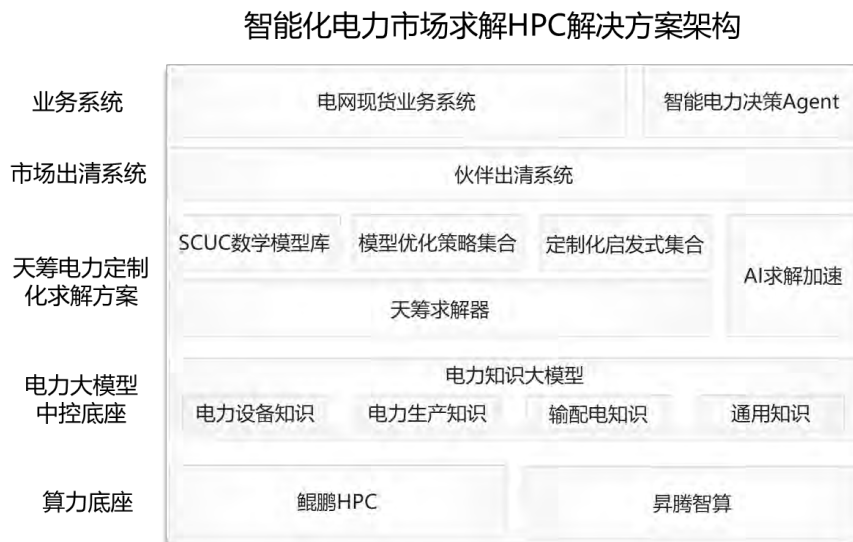 智能化电力市场求解HPC解决方案架构
业务系统
电网现货业务系统
智能电力决策Agent
市场出清系统
伙伴出清系统
天筹电力定制
化求解方案
SCUC数学模型库
模型优化策略集合
定制化启发式集合
AI求解加速
天筹求解器
电力大模型
中控底座
电力知识大模型
电力设备知识
电力生产知识
输配电知识
通用知识
算力底座
鲲鹏HPC
昇腾智算